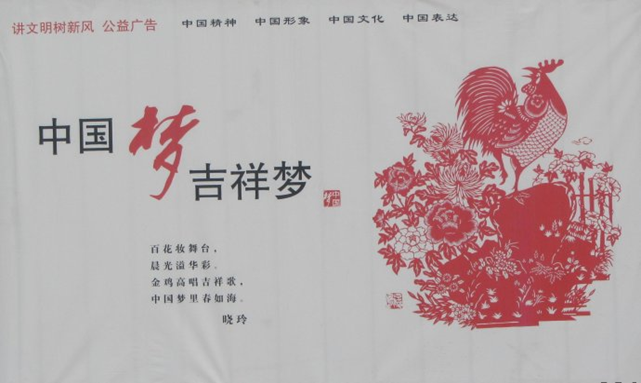 讲文明树新风 公益广告 中国精神 中国形象 中国文化 中国表达
中国梦
吉祥梦
百花妆舞台，
晨光溢华彩。
金鸡高唱吉祥歌，
中国梦里春如海。
晓玲